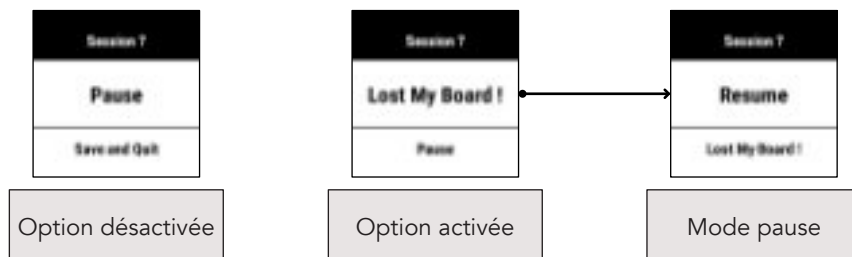 Session 7
Pause
Save and Quit
Option désactivée
Session 7
Lost My Board !
Pause
Option activée
Session 7
Resume
Lost My Board !
Mode pause